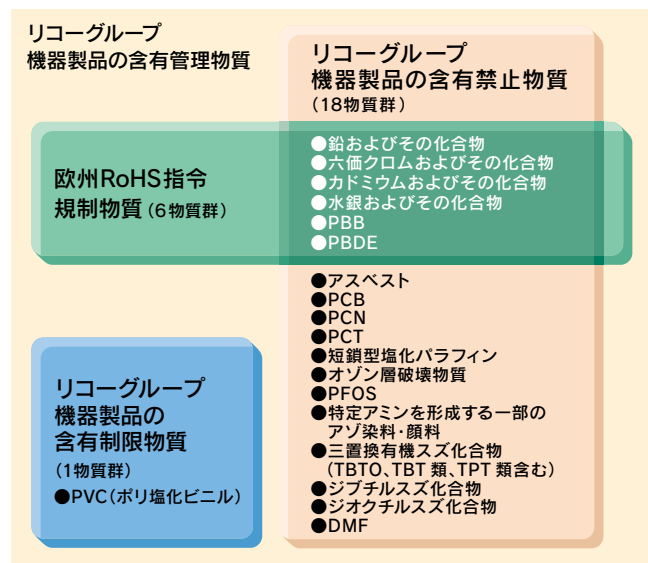 リコーグループ
機器製品の含有管理物質
リコーグループ
機器製品の含有禁止物質
(18物質群)
欧州RoHS指令
規制物質(6物質群)
●鉛およびその化合物
●六価クロムおよびその化合物
●カドミウムおよびその化合物
●水銀およびその化合物
●PBB
●PBDE
●アスベスト
●PCB
●PCN
●PCT
●短鎖型塩化パラフィン
●オゾン層破壊物質
●PFOS
●特定アミンを形成する一部の
アゾ染料・顔料
●三置換有機スズ化合物
(TBTO、TBT類、TPT類含む)
●ジブチルスズ化合物
●ジオクチルスズ化合物
●DMF
リコーグループ
機器製品の
含有制限物質
(1物質群)
●PVC(ポリ塩化ビニル)